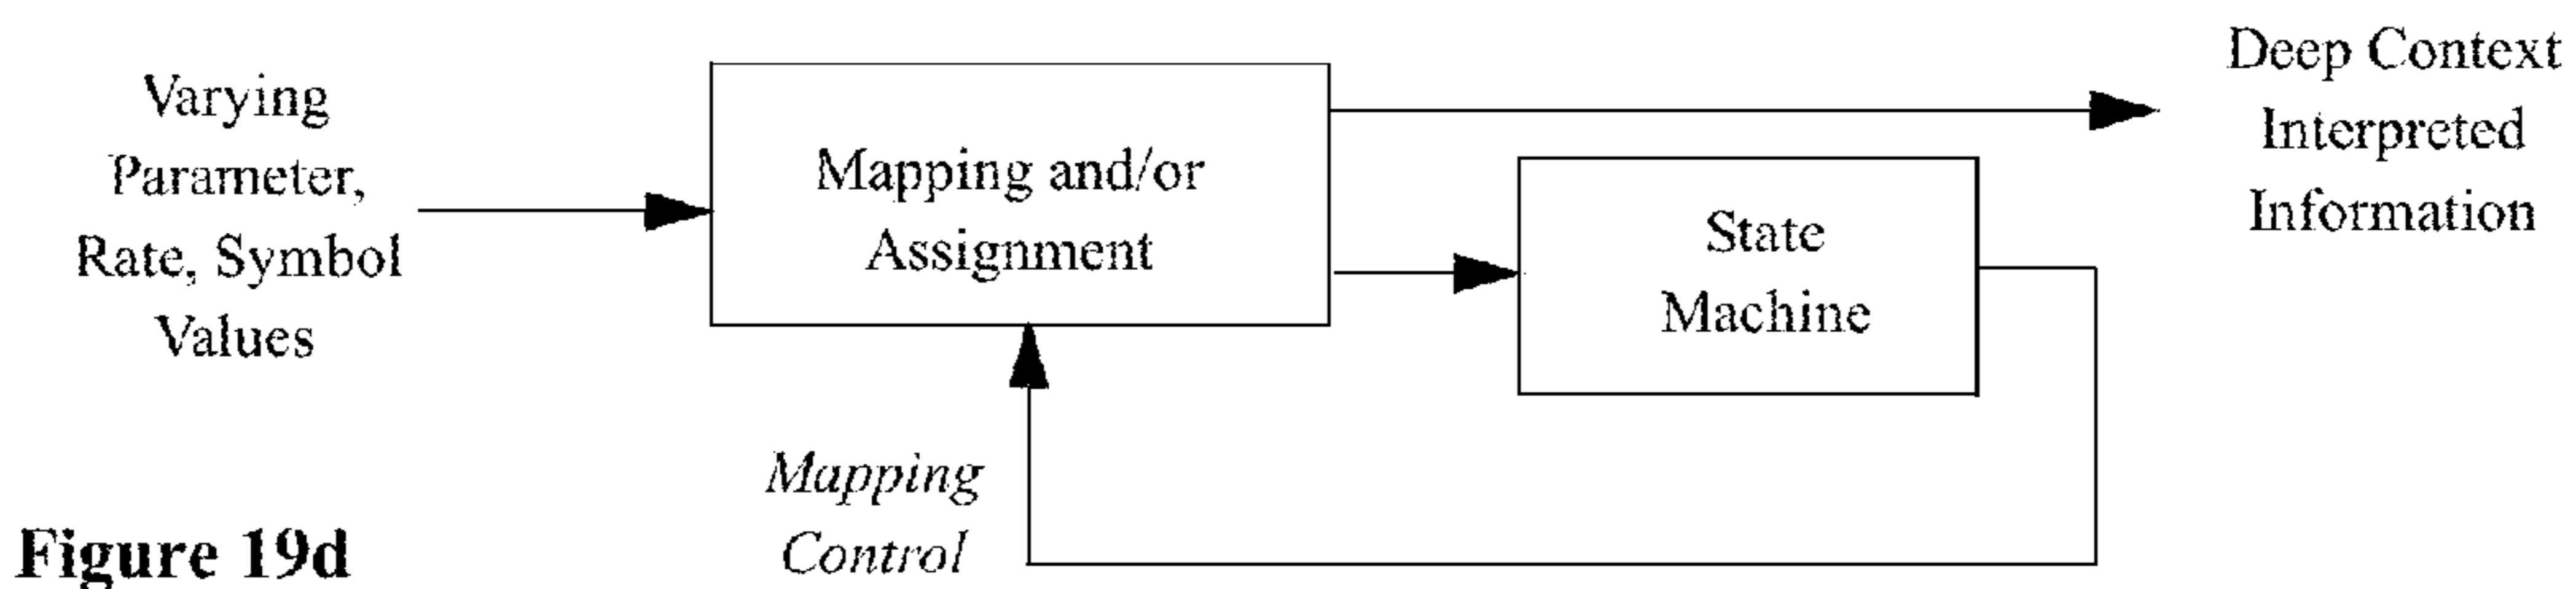 Varying
Parameter,
Rate, Symbol
Values
Mapping and/or
Assignment
State
Machine
Deep Context
Interpreted
Information
Mapping
Control
Figure 19d